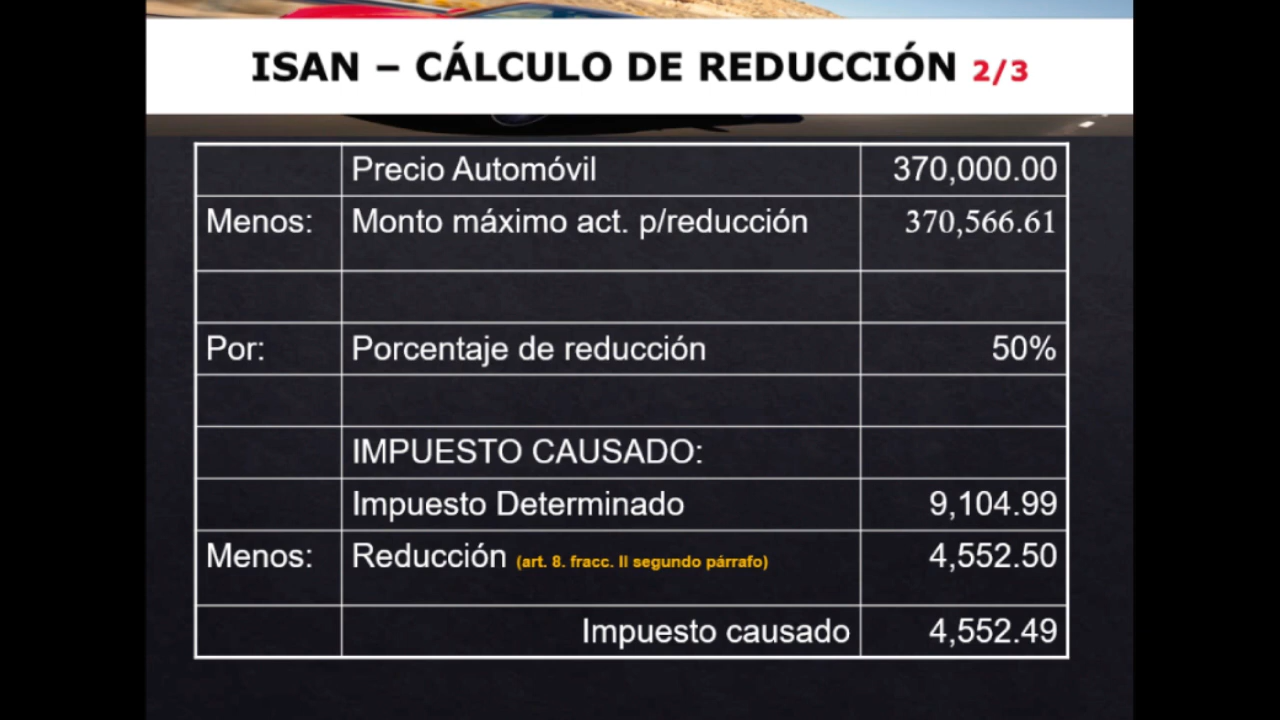 ISAN – CÁLCULO DE REDUCCIÓN 2/3
Precio Automóvil 370,000.00
Menos: Monto máximo act. p/reducción 370,566.61
Por: Porcentaje de reducción 50%
IMPUESTO CAUSADO:
Impuesto Determinado 9,104.99
Menos: Reducción (art. 8. fracc. II segundo párrafo) 4,552.50
Impuesto causado 4,552.49